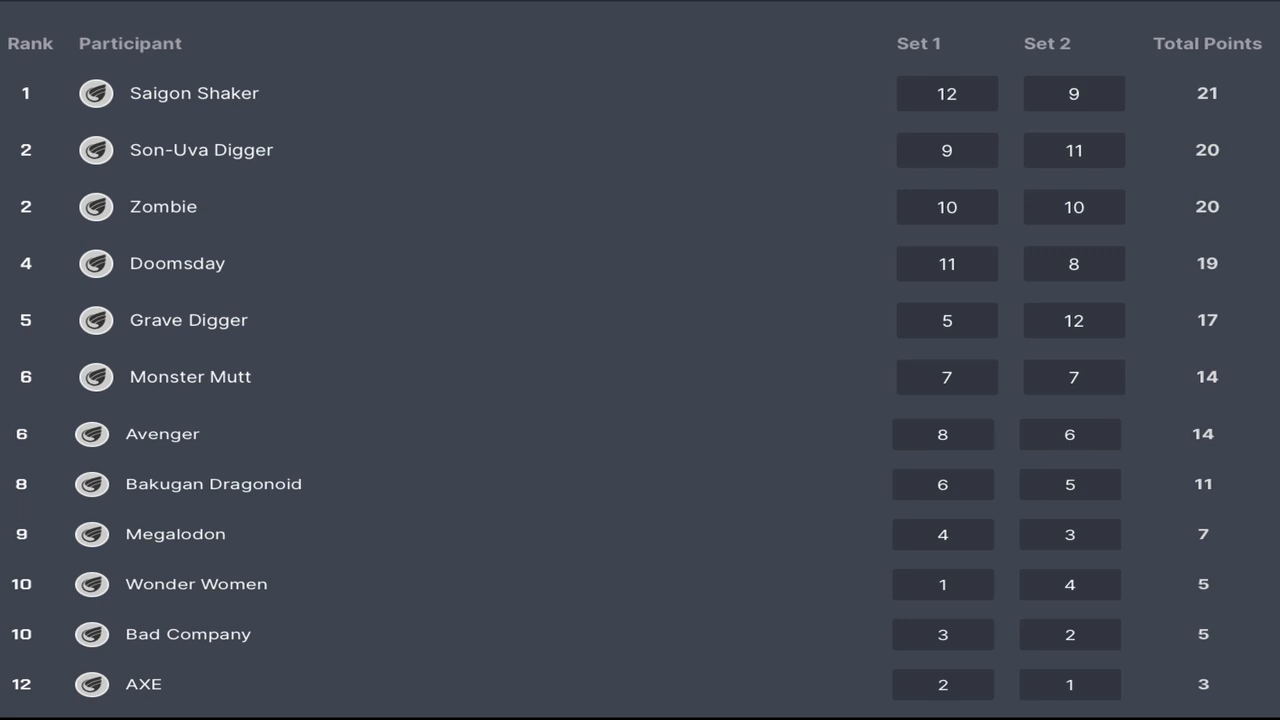 Rank Participant Set 1 Set 2 Total Points
1 Saigon Shaker 12 9 21
2 Son-Uva Digger 9 11 20
2 Zombie 10 10 20
4 Doomsday 11 8 19
5 Grave Digger 5 12 17
6 Monster Mutt 7 7 14
6 Avenger 8 6 14
8 Bakugan Dragonoid 6 5 11
9 Megalodon 4 3 7
10 Wonder Women 1 4 5
10 Bad Company 3 2 5
12 AXE 2 1 3